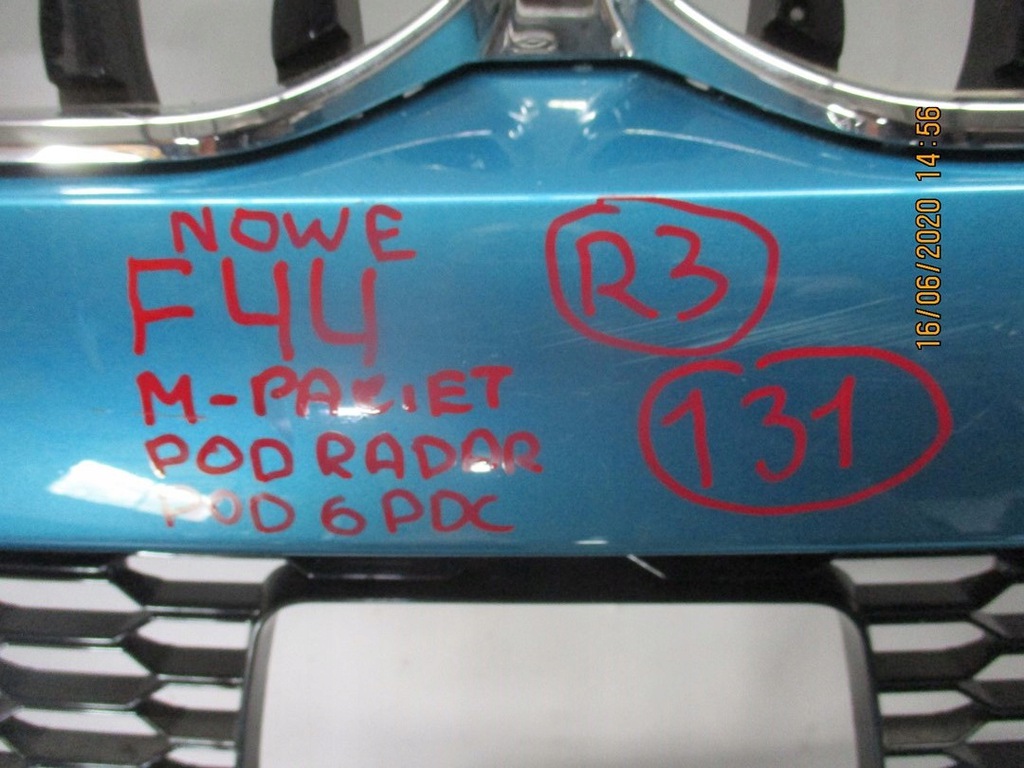 NOWE
F44
M-PAKIET
POD RADAR
POD 6 PDC
R3
131
16/06/2020 14:56